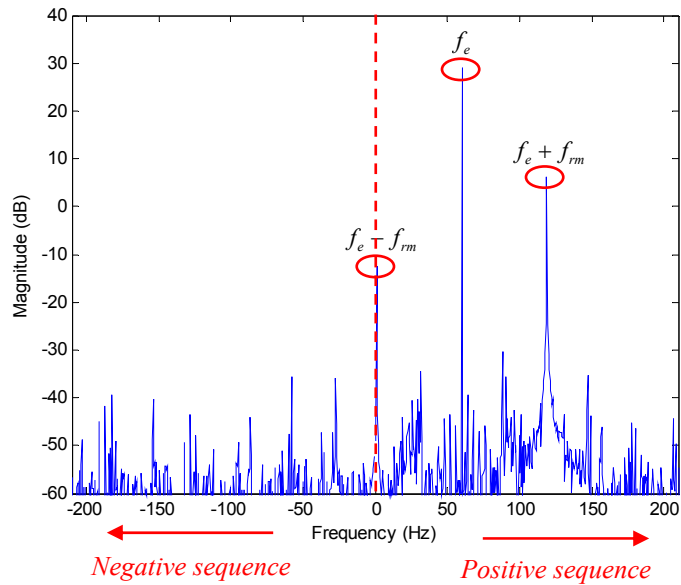 40
30
20
10
0
-10
-20
-30
-40
-50
-60
Magnitude (dB)
f_e
f_e + f_rm
f_e − f_rm
-200 -150 -100 -50 0 50 100 150 200
Frequency (Hz)
Negative sequence
Positive sequence